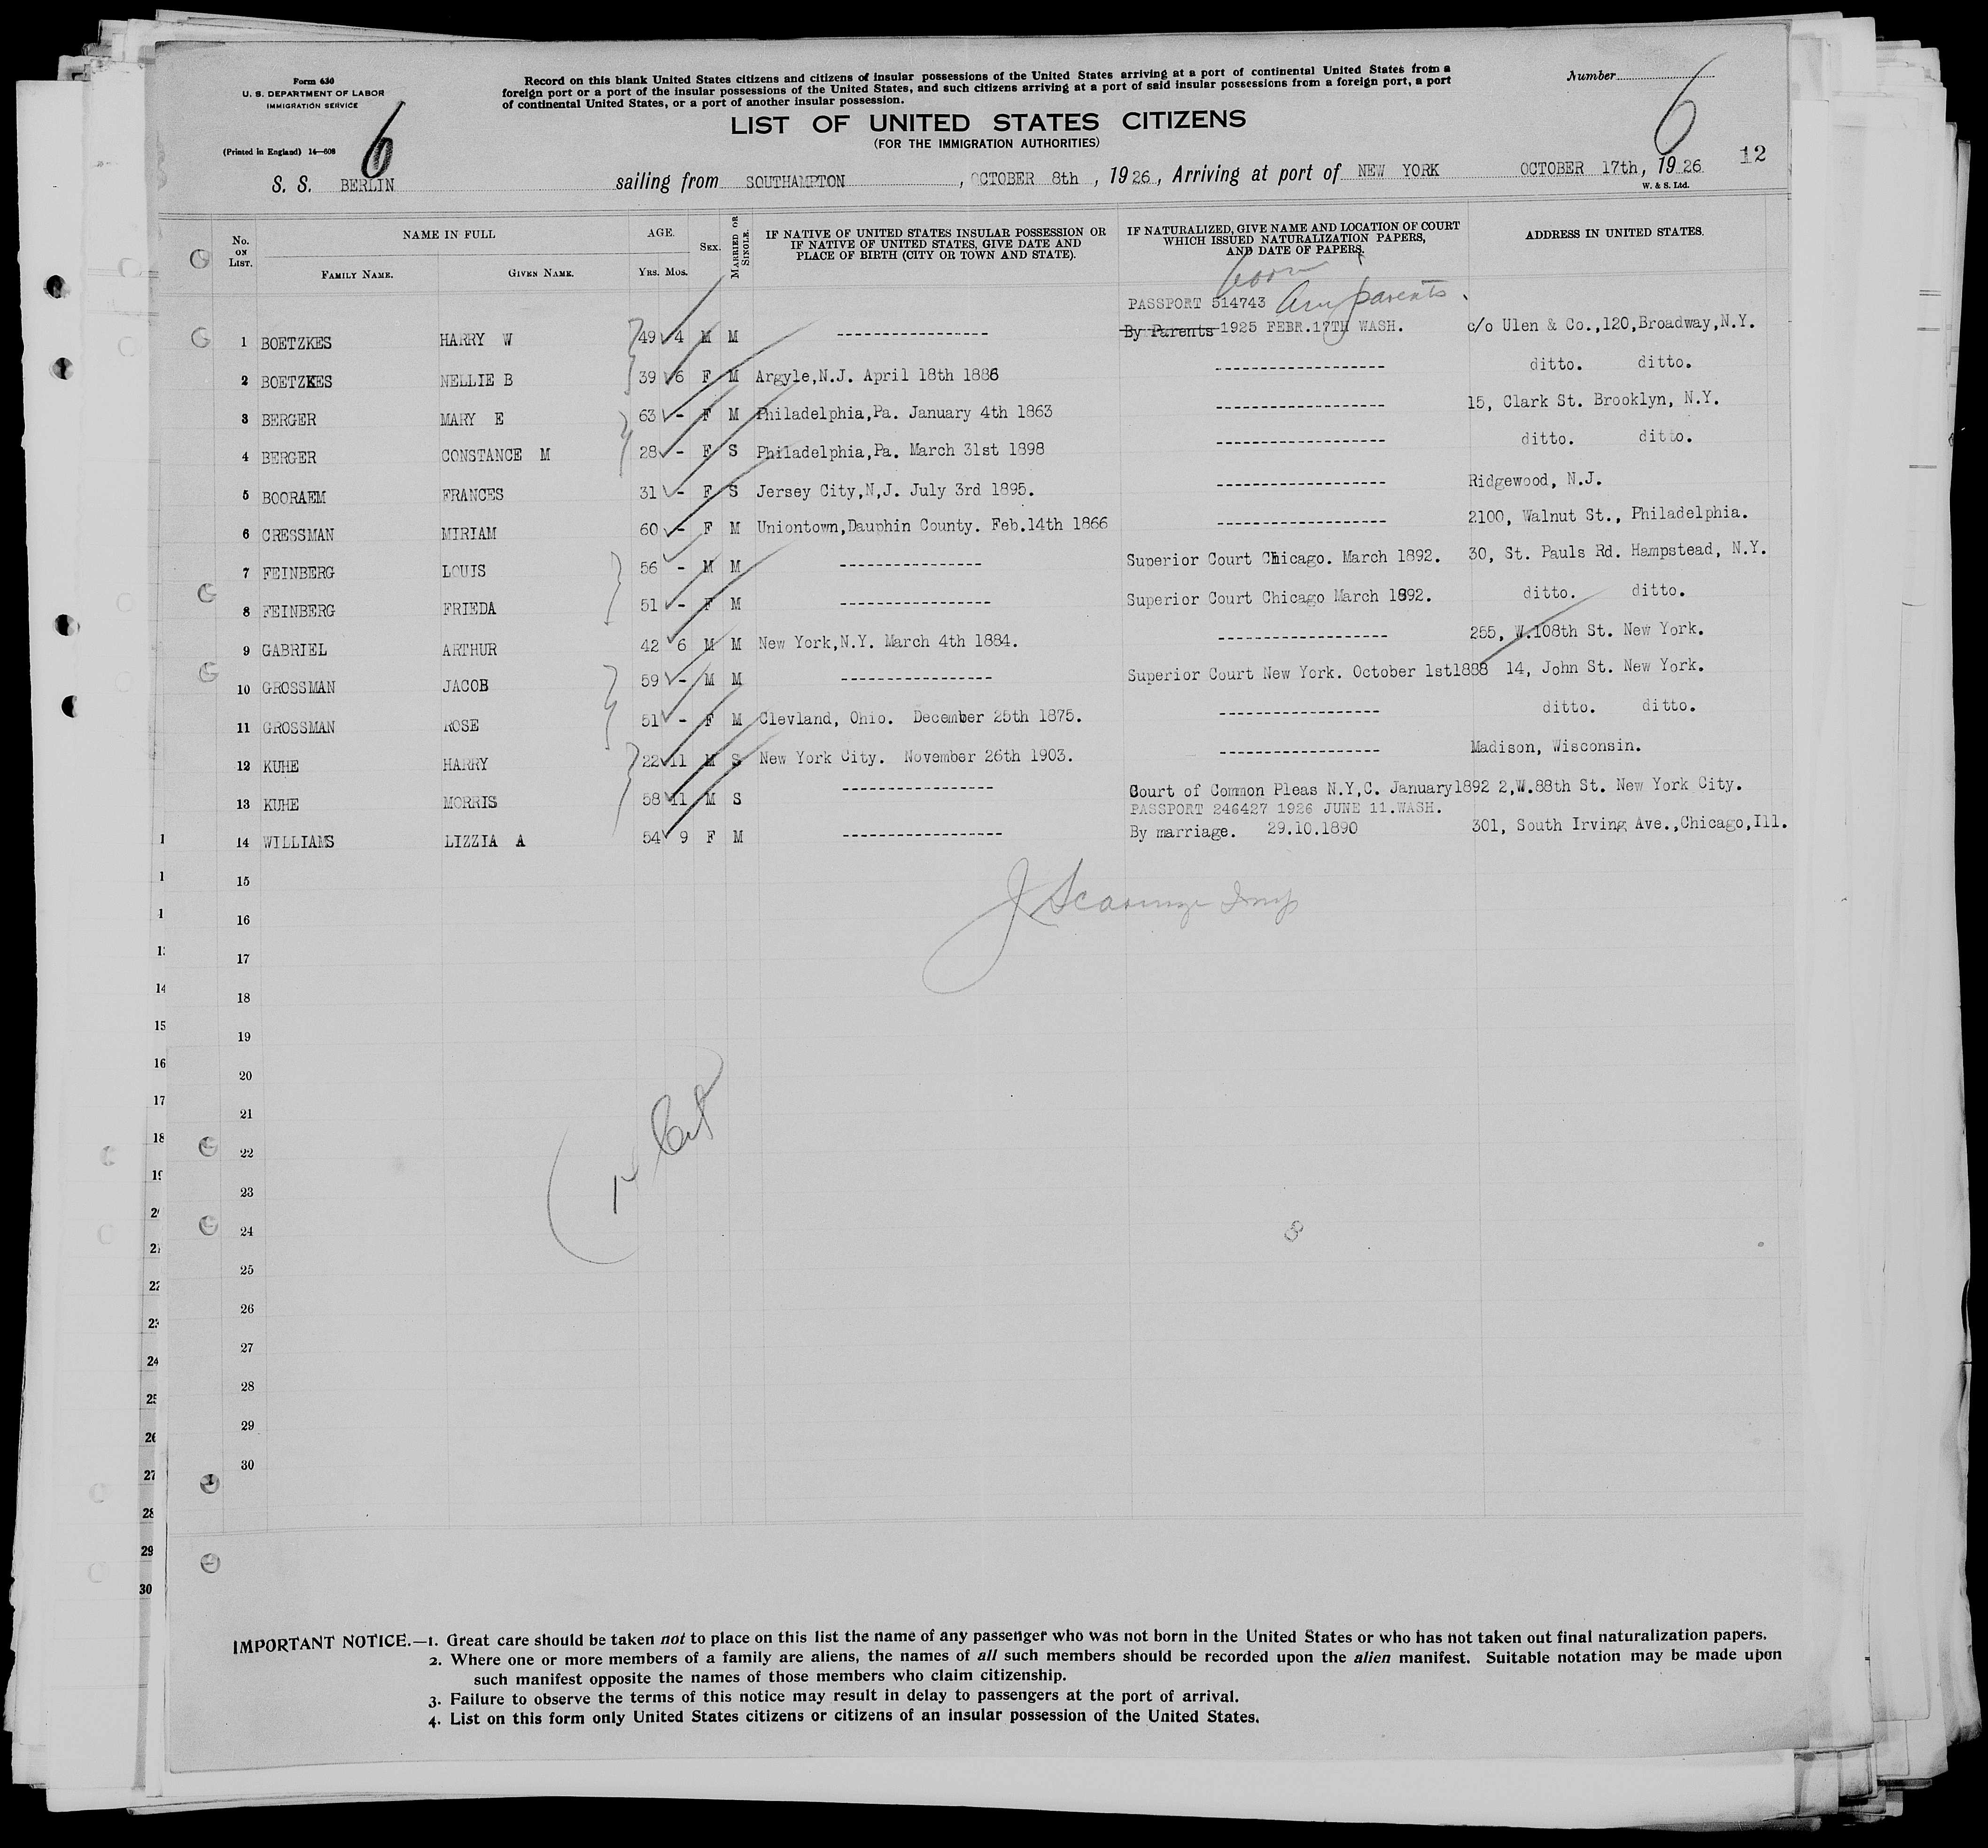 Form 630
U. S. DEPARTMENT OF LABOR
IMMIGRATION SERVICE
(Printed in England) 14—608
6
Record on this blank United States citizens and citizens of insular possessions of the United States arriving at a port of continental United States from a
foreign port or a port of the insular possessions of the United States, and such citizens arriving at a port of said insular possessions from a foreign port, a port
of continental United States, or a port of another insular possession.
Number
6
LIST OF UNITED STATES CITIZENS
(FOR THE IMMIGRATION AUTHORITIES)
12
S. S. BERLIN sailing from SOUTHAMPTON, OCTOBER 8th, 1926, Arriving at port of NEW YORK OCTOBER 17th, 1926
W. & S. Ltd.
No. ON LIST. NAME IN FULL FAMILY NAME. GIVEN NAME. AGE. YRS. MOS. SEX. MARRIED OR SINGLE. IF NATIVE OF UNITED STATES INSULAR POSSESSION OR IF NATIVE OF UNITED STATES, GIVE DATE AND PLACE OF BIRTH (CITY OR TOWN AND STATE). IF NATURALIZED, GIVE NAME AND LOCATION OF COURT WHICH ISSUED NATURALIZATION PAPERS, AND DATE OF PAPERS. ADDRESS IN UNITED STATES.
born
PASSPORT 514743 Am parents
1 BOETZKES HARRY W 49 4 M M ------------------ By Parents 1925 FEBR.17TH WASH. c/o Ulen & Co.,120,Broadway,N.Y.
2 BOETZKES NELLIE B 39 6 F M Argyle,N.J. April 18th 1886 ------------------ ditto. ditto.
3 BERGER MARY E 63 - F M Philadelphia,Pa. January 4th 1863 ------------------ 15, Clark St. Brooklyn, N.Y.
4 BERGER CONSTANCE M 28 - F S Philadelphia,Pa. March 31st 1898 ------------------ ditto. ditto.
5 BOORAEM FRANCES 31 - F S Jersey City,N,J. July 3rd 1895. ------------------ Ridgewood, N.J.
6 CRESSMAN MIRIAM 60 - F M Uniontown,Dauphin County. Feb.14th 1866 ------------------ 2100, Walnut St., Philadelphia.
7 FEINBERG LOUIS 56 - M M ---------------- Superior Court Chicago. March 1892. 30, St. Pauls Rd. Hampstead, N.Y.
8 FEINBERG FRIEDA 51 - F M ----------------- Superior Court Chicago March 1892. ditto. ditto.
9 GABRIEL ARTHUR 42 6 M M New York,N.Y. March 4th 1884. ------------------ 255, W.108th St. New York.
10 GROSSMAN JACOB 59 - M M ----------------- Superior Court New York. October 1st1888 14, John St. New York.
11 GROSSMAN ROSE 51 - F M Clevland, Ohio. December 25th 1875. ----------------- ditto. ditto.
12 KUHE HARRY 22 11 M S New York City. November 26th 1903. ----------------- Madison, Wisconsin.
13 KUHE MORRIS 58 11 M S ----------------- Court of Common Pleas N.Y,C. January1892 2,W.88th St. New York City.
PASSPORT 246427 1926 JUNE 11.WASH.
14 WILLIAMS LIZZIA A 54 9 F M ----------------- By marriage. 29.10.1890 301, South Irving Ave.,Chicago,Ill.
15
16
17
18
19
20
21
22
23
24
25
26
27
28
29
30
IMPORTANT NOTICE.—1. Great care should be taken not to place on this list the name of any passenger who was not born in the United States or who has not taken out final naturalization papers.
2. Where one or more members of a family are aliens, the names of all such members should be recorded upon the alien manifest. Suitable notation may be made upon
such manifest opposite the names of those members who claim citizenship.
3. Failure to observe the terms of this notice may result in delay to passengers at the port of arrival.
4. List on this form only United States citizens or citizens of an insular possession of the United States.